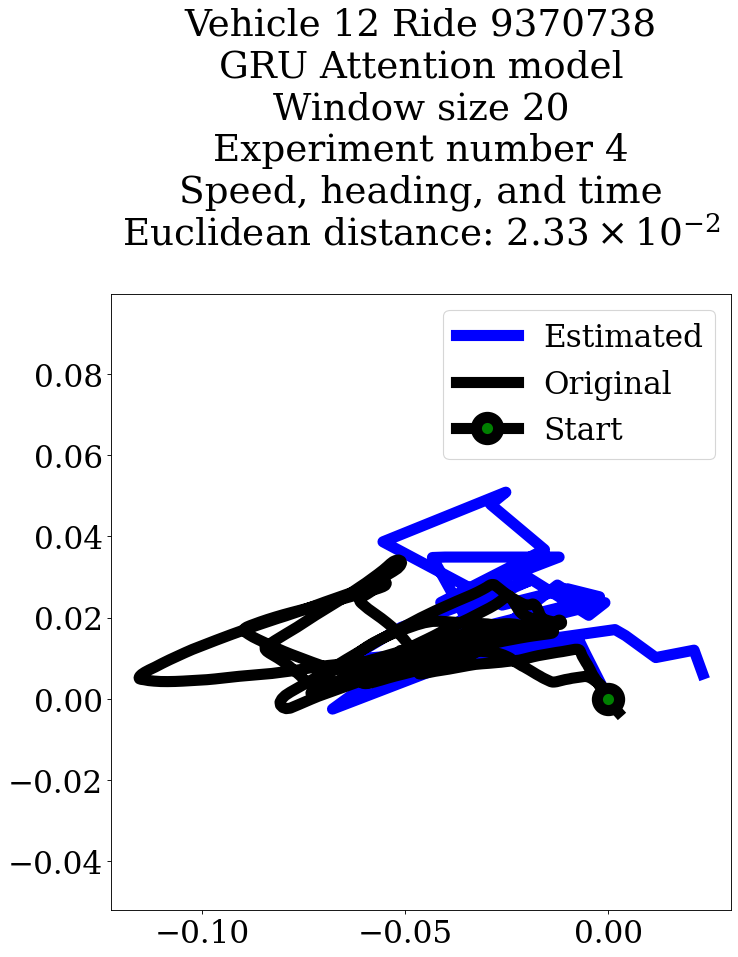 Vehicle 12 Ride 9370738
GRU Attention model
Window size 20
Experiment number 4
Speed, heading, and time
Euclidean distance: 2.33 × 10⁻²
Estimated
Original
Start
0.08
0.06
0.04
0.02
0.00
−0.02
−0.04
−0.10
−0.05
0.00